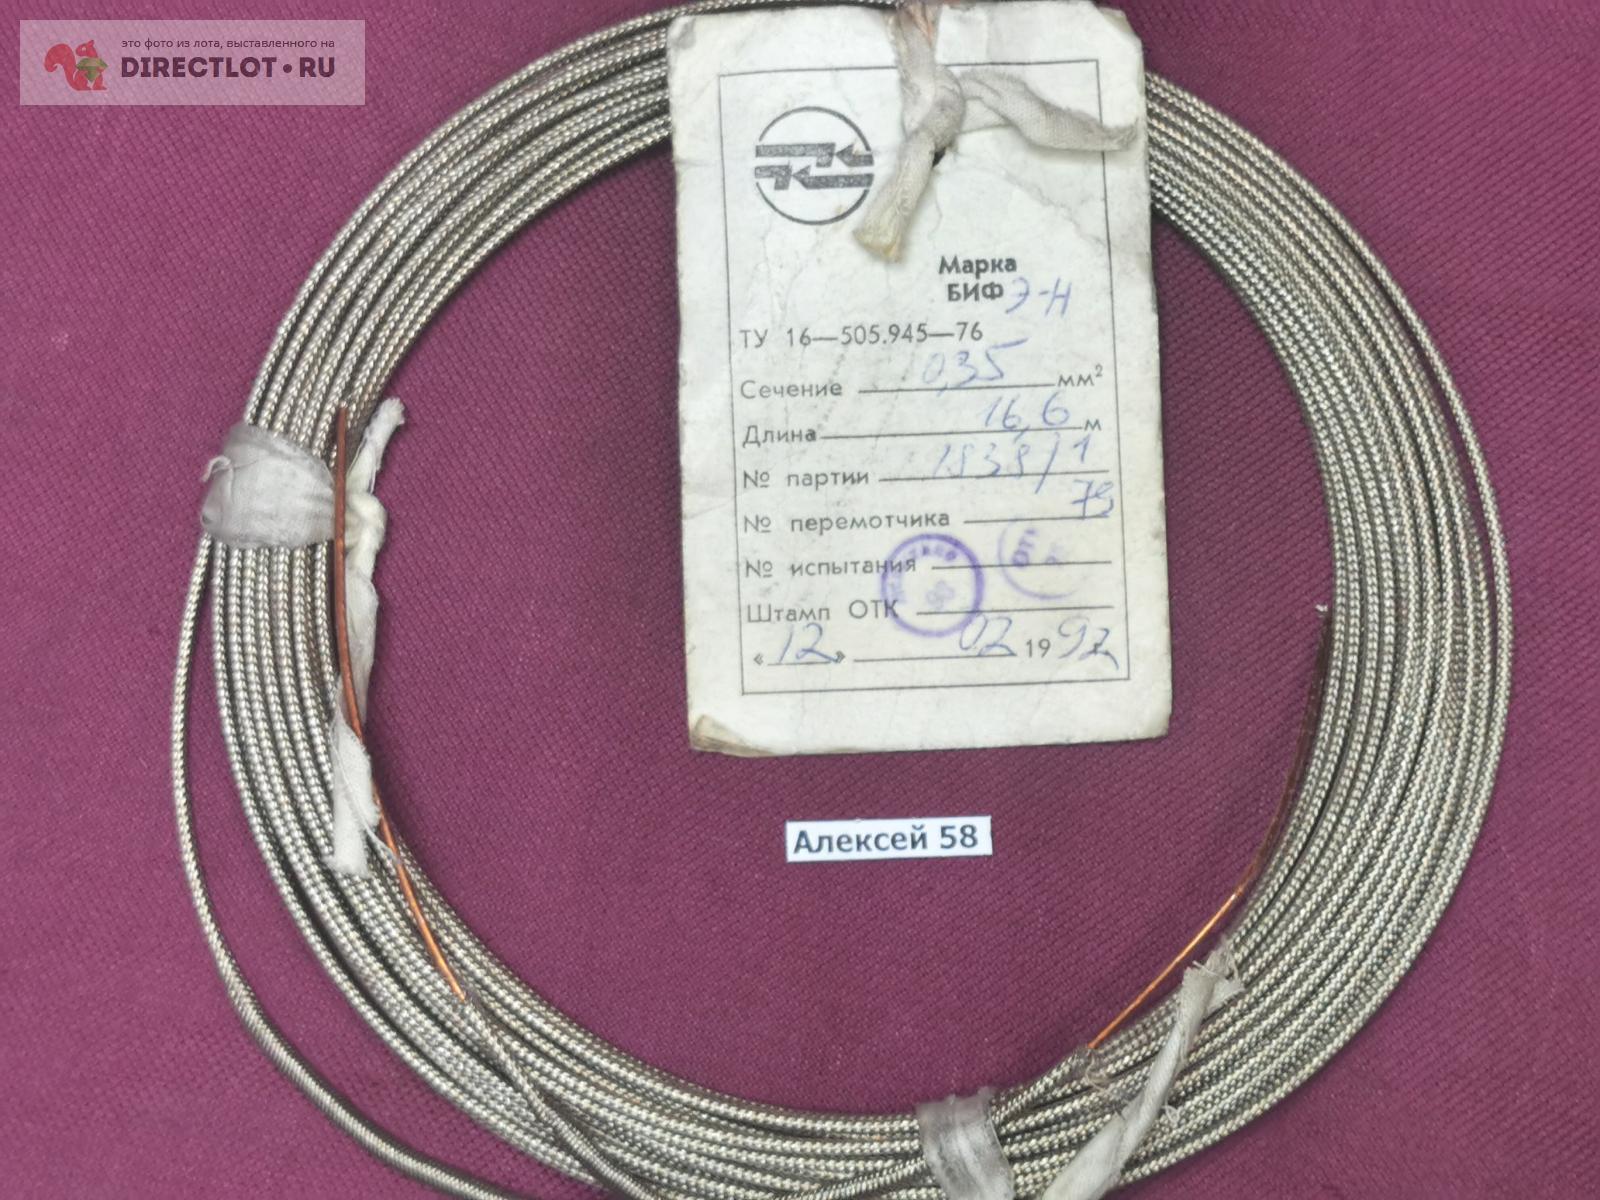 это фото из лота, выставленного на
DIRECTLOT•RU
Марка
БИФ Э-Н
ТУ 16—505.945—76
Сечение 0,35 мм²
Длина 16,6 м
№ партии 1838/1
№ перемотчика
№ испытания
Штамп ОТК
« 12 » 02 1992
Алексей 58